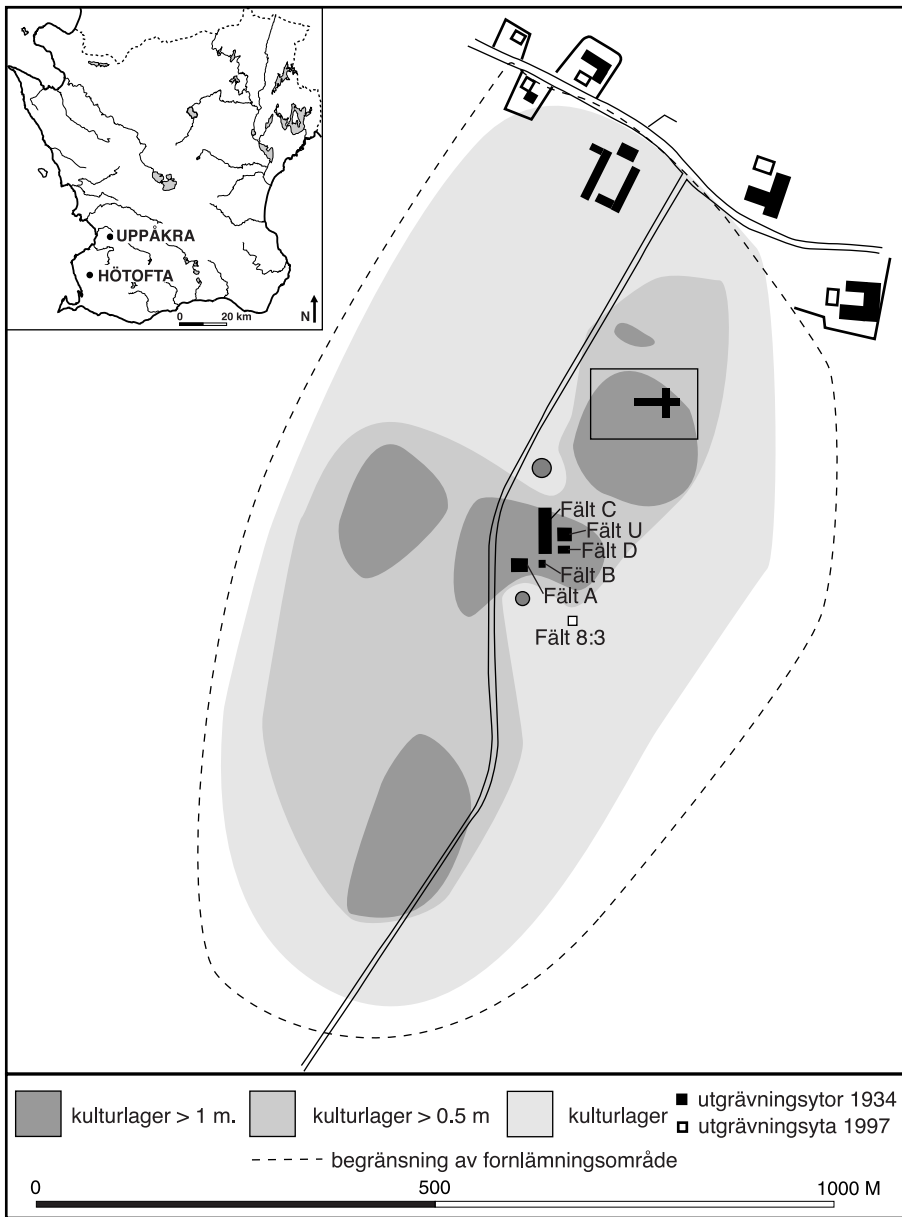 UPPÅKRA
HÖTOFTA
0 20 km
N
Fält C
Fält U
Fält D
Fält B
Fält A
Fält 8:3
kulturlager > 1 m.
kulturlager > 0.5 m
kulturlager
utgrävningsytor 1934
utgrävningsyta 1997
begränsning av fornlämningsområde
0 500 1000 M